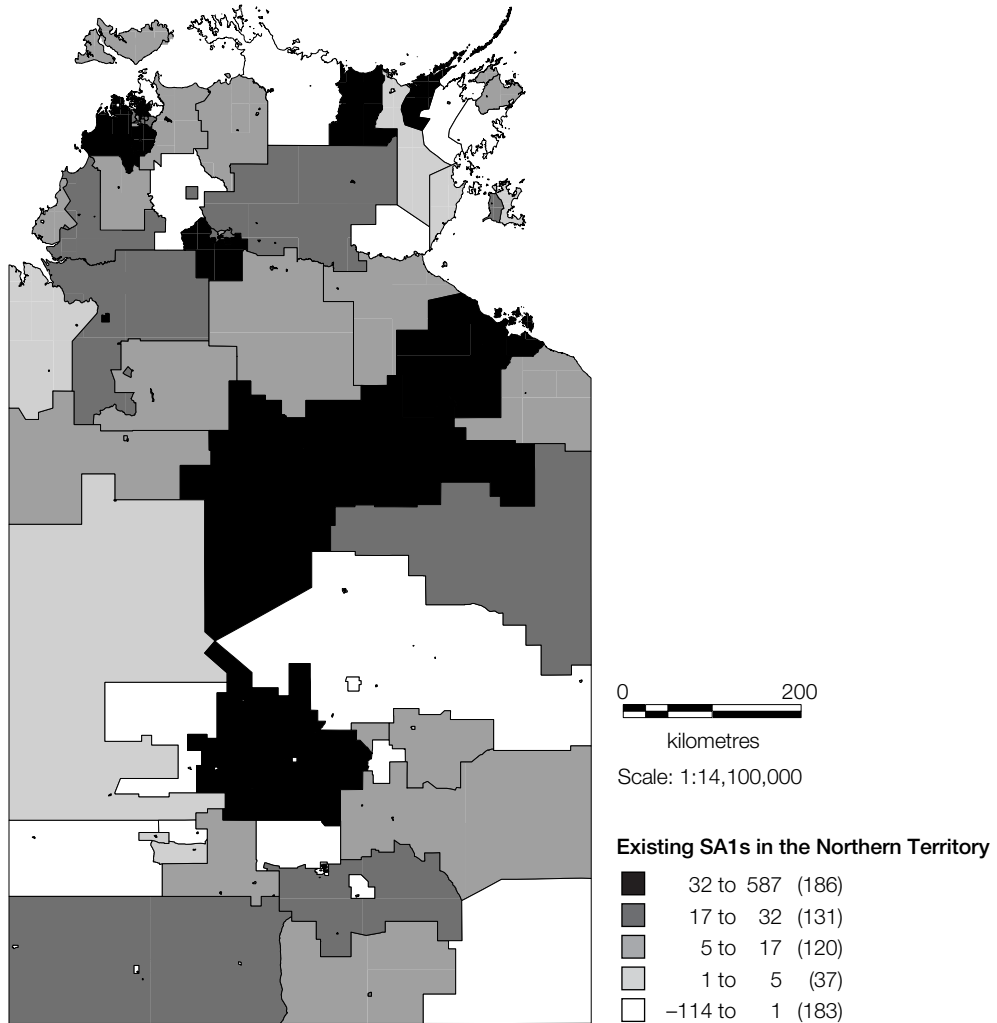 0 200
kilometres
Scale: 1:14,100,000
Existing SA1s in the Northern Territory
32 to 587 (186)
17 to 32 (131)
5 to 17 (120)
1 to 5 (37)
–114 to 1 (183)